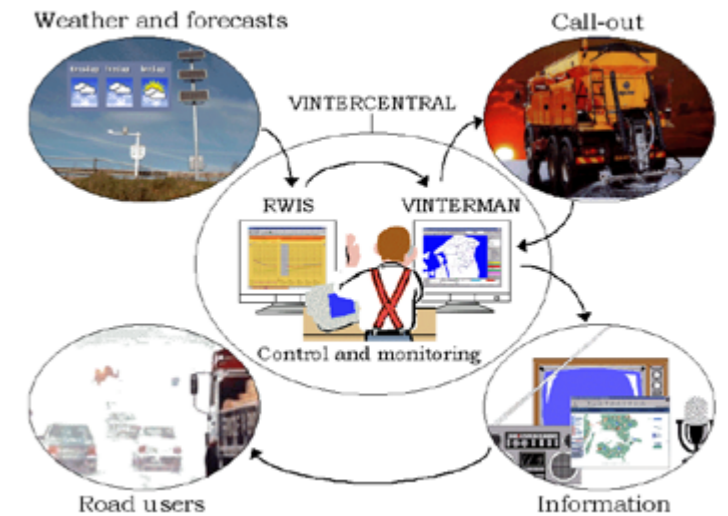 Weather and forecasts
Call-out
VINTERCENTRAL
RWIS
VINTERMAN
Control and monitoring
Road users
Information